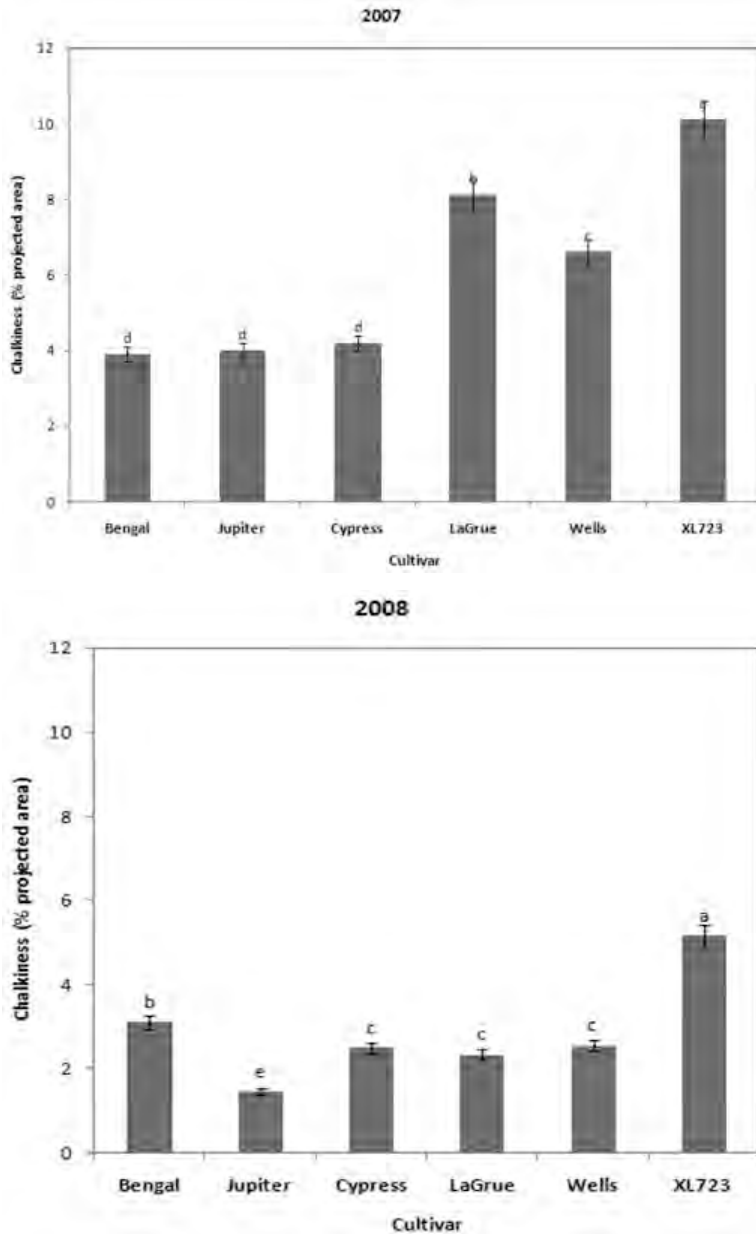 2007
Chalkiness (% projected area)
12
10
8
6
4
2
0
d
d
d
b
c
Bengal
Jupiter
Cypress
LaGrue
Wells
XL723
Cultivar
2008
Chalkiness (% projected area)
12
10
8
6
4
2
0
b
e
c
c
c
a
Bengal
Jupiter
Cypress
LaGrue
Wells
XL723
Cultivar